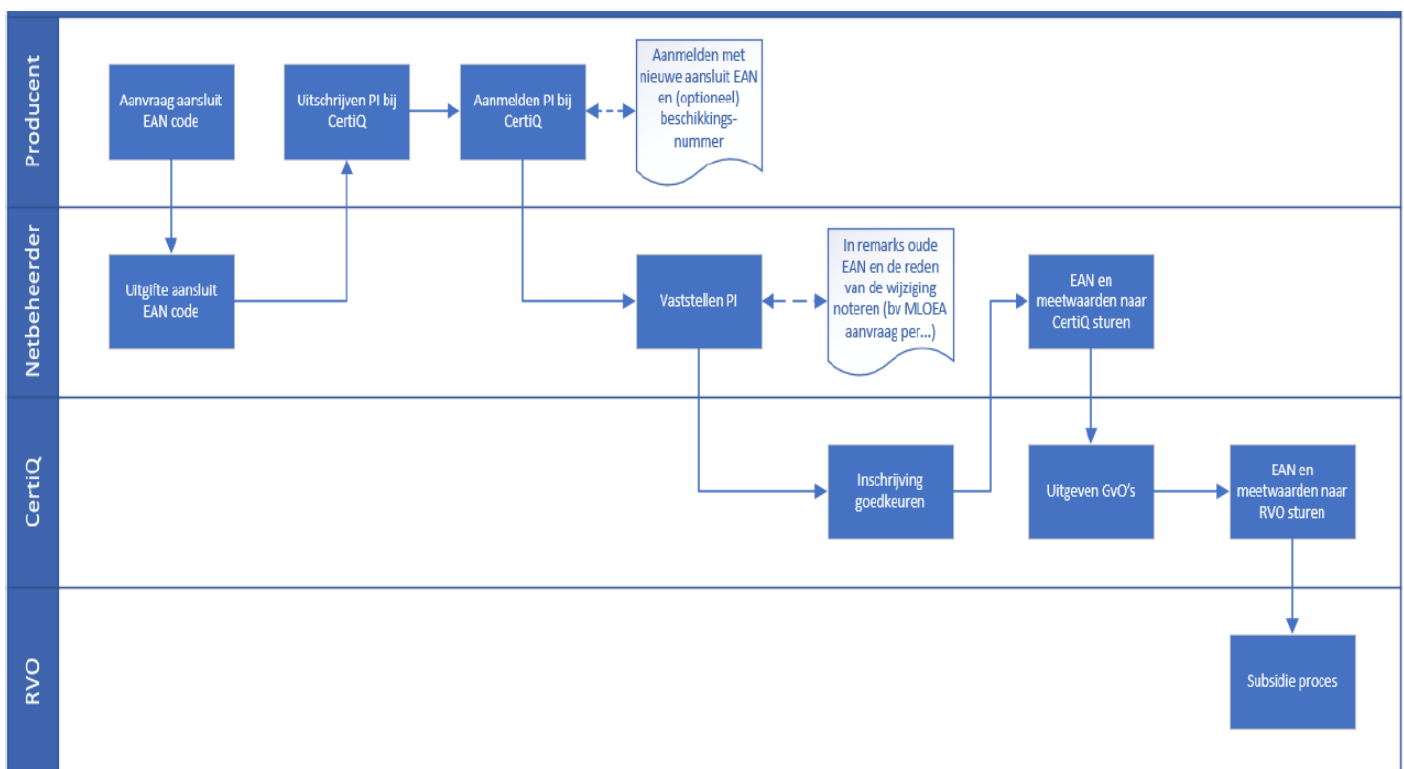 Producent
Aanvraag aansluit
EAN code
Uitschrijven PI bij
CertiQ
Aanmelden PI bij
CertiQ
Aanmelden met
nieuwe aansluit EAN
en (optioneel)
beschikkings-
nummer
Netbeheerder
Uitgifte aansluit
EAN code
Vaststellen PI
In remarks oude
EAN en de reden
van de wijziging
noteren (bv MLOEA
aanvraag per...)
EAN en
meetwaarden naar
CertiQ sturen
CertiQ
Inschrijving
goedkeuren
Uitgeven GvO's
EAN en
meetwaarden naar
RVO sturen
RVO
Subsidie proces